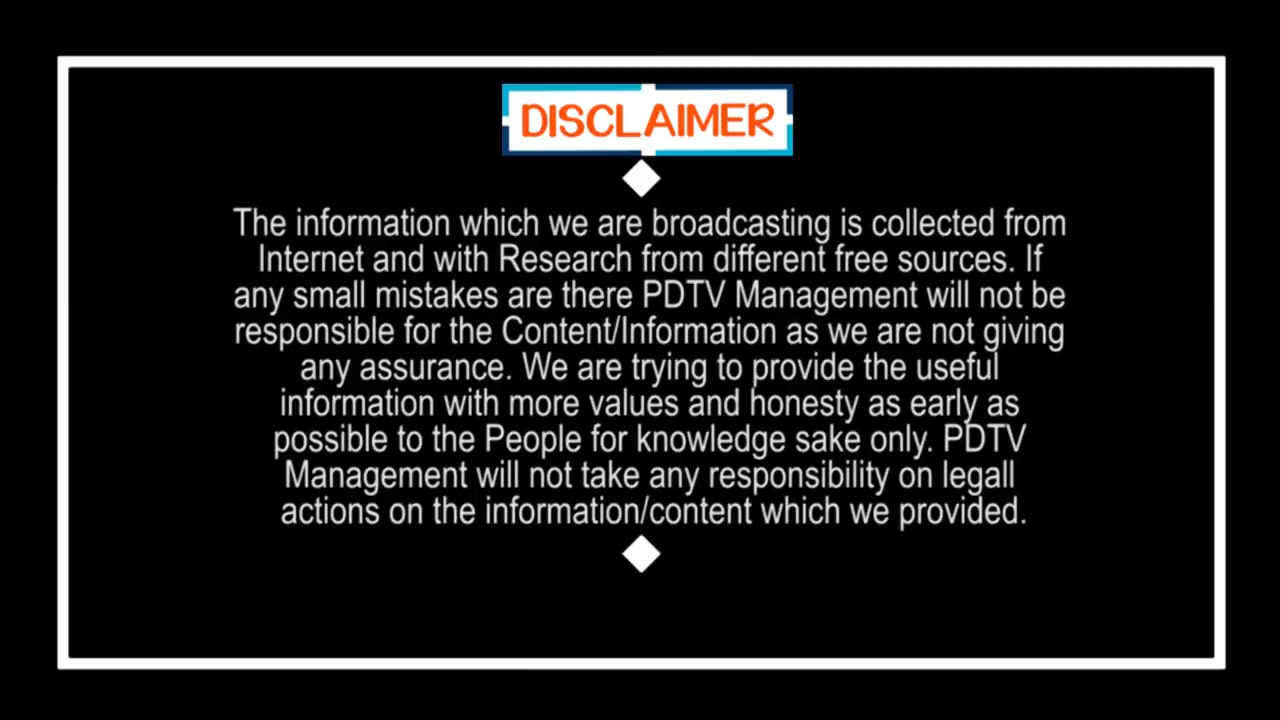 DISCLAIMER
The information which we are broadcasting is collected from
Internet and with Research from different free sources. If
any small mistakes are there PDTV Management will not be
responsible for the Content/Information as we are not giving
any assurance. We are trying to provide the useful
information with more values and honesty as early as
possible to the People for knowledge sake only. PDTV
Management will not take any responsibility on legall
actions on the information/content which we provided.